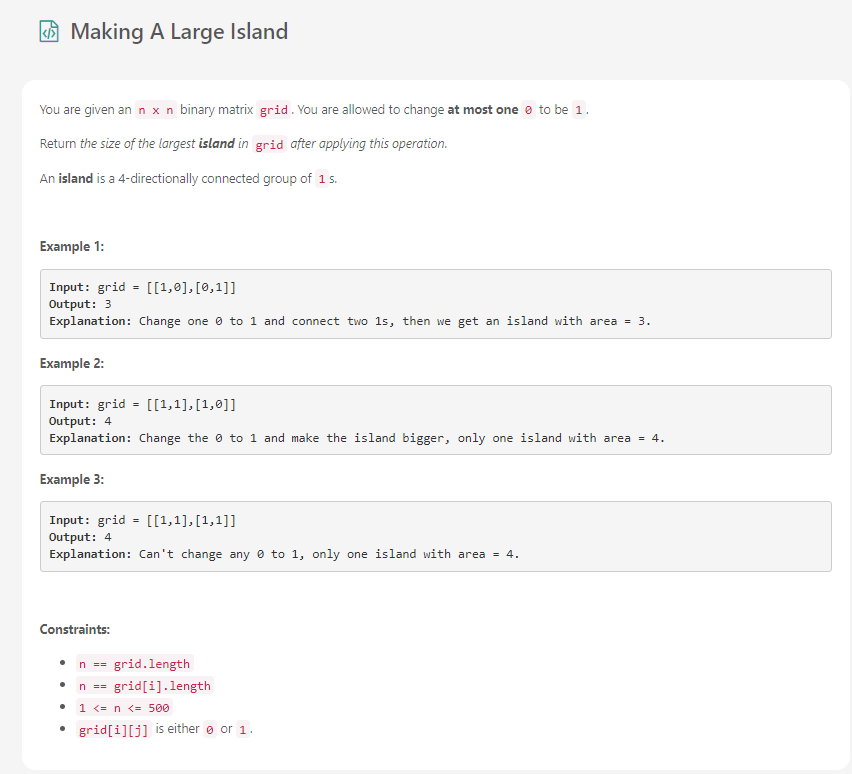 Making A Large Island
You are given an n x n binary matrix grid. You are allowed to change at most one 0 to be 1.
Return the size of the largest island in grid after applying this operation.
An island is a 4-directionally connected group of 1s.
Example 1:
Input: grid = [[1,0],[0,1]]
Output: 3
Explanation: Change one 0 to 1 and connect two 1s, then we get an island with area = 3.
Example 2:
Input: grid = [[1,1],[1,0]]
Output: 4
Explanation: Change the 0 to 1 and make the island bigger, only one island with area = 4.
Example 3:
Input: grid = [[1,1],[1,1]]
Output: 4
Explanation: Can't change any 0 to 1, only one island with area = 4.
Constraints:
n == grid.length
n == grid[i].length
1 <= n <= 500
grid[i][j] is either 0 or 1.